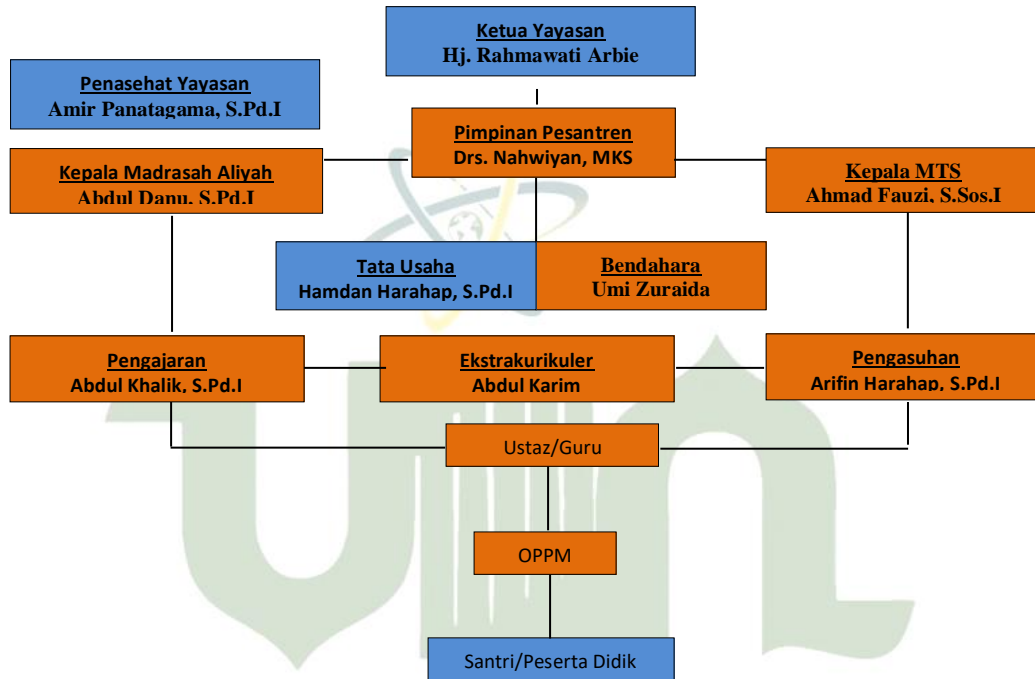 Ketua Yayasan
Hj. Rahmawati Arbie
Penasehat Yayasan
Amir Panatagama, S.Pd.I
Pimpinan Pesantren
Drs. Nahwiyan, MKS
Kepala Madrasah Aliyah
Abdul Danu, S.Pd.I
Kepala MTS
Ahmad Fauzi, S.Sos.I
Tata Usaha
Hamdan Harahap, S.Pd.I
Bendahara
Umi Zuraida
Pengajaran
Abdul Khalik, S.Pd.I
Ekstrakurikuler
Abdul Karim
Pengasuhan
Arifin Harahap, S.Pd.I
Ustaz/Guru
OPPM
Santri/Peserta Didik